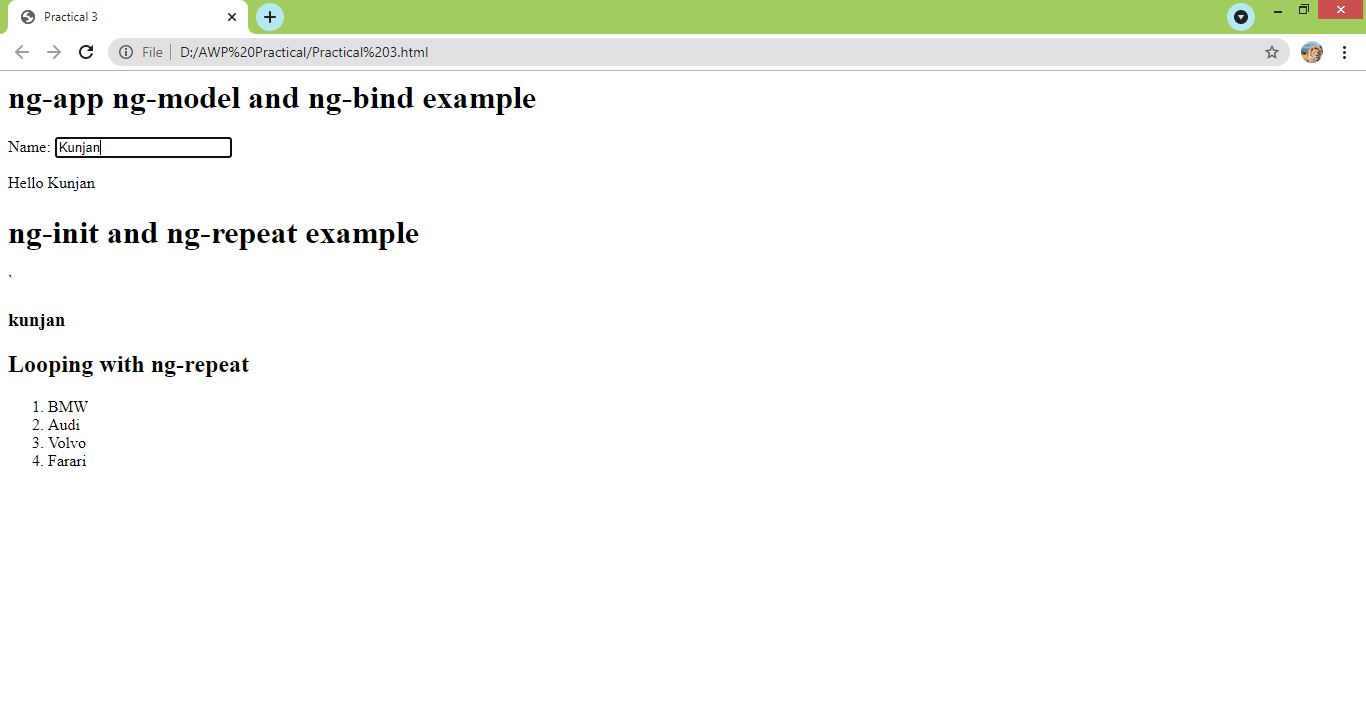 Practical 3
File | D:/AWP%20Practical/Practical%203.html
ng-app ng-model and ng-bind example
Name: Kunjan
Hello Kunjan
ng-init and ng-repeat example
`
kunjan
Looping with ng-repeat
1. BMW
2. Audi
3. Volvo
4. Farari